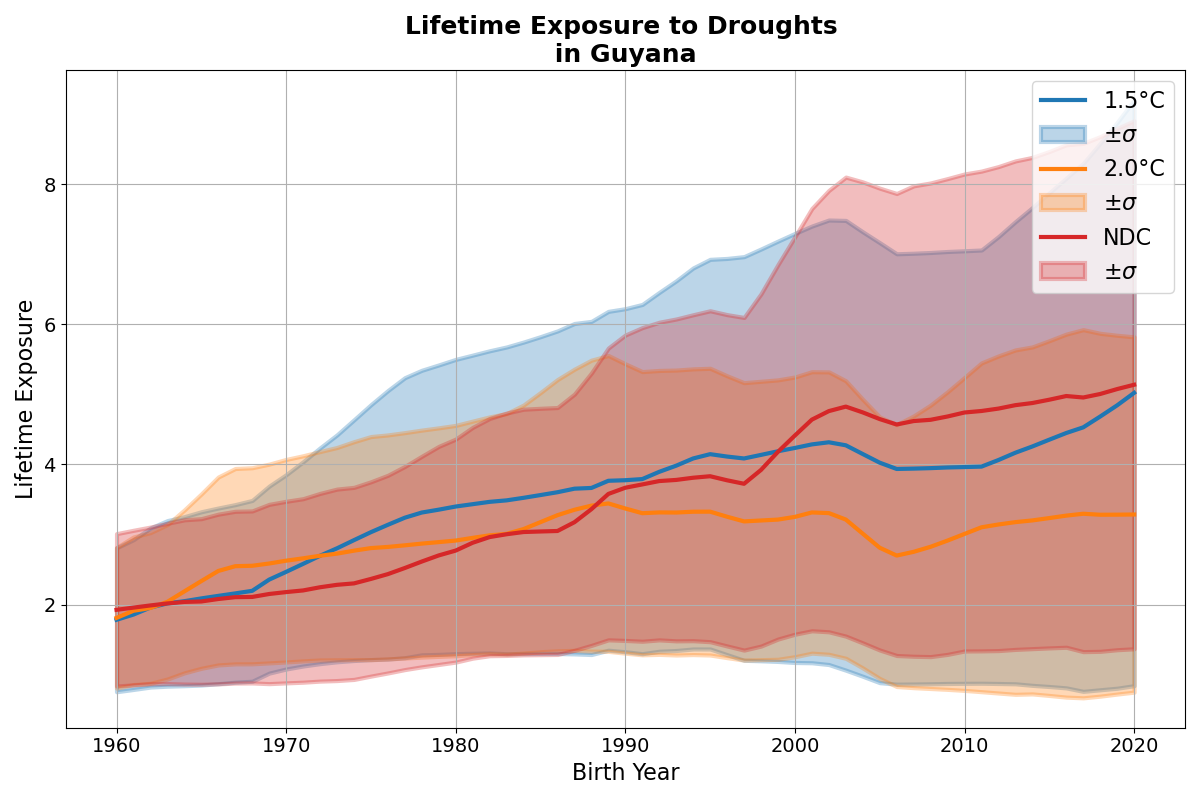 Lifetime Exposure to Droughts
in Guyana
Lifetime Exposure
8
6
4
2
1960
1970
1980
1990
2000
2010
2020
Birth Year
1.5°C
±σ
2.0°C
±σ
NDC
±σ